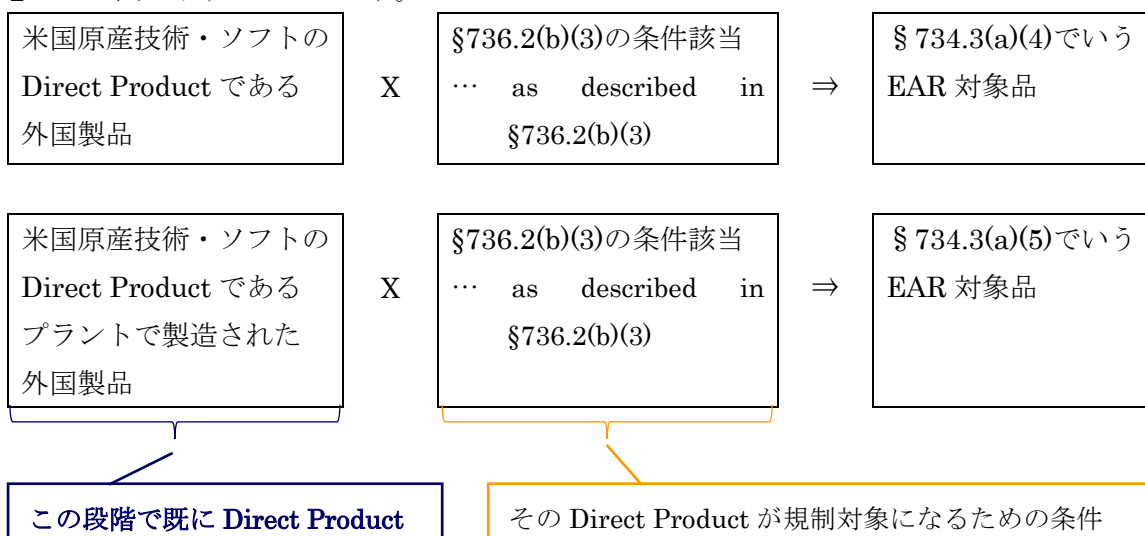 米国原産技術・ソフトの
Direct Product である
外国製品
X
§736.2(b)(3)の条件該当
… as described in
§736.2(b)(3)
⇒
§734.3(a)(4)でいう
EAR 対象品
米国原産技術・ソフトの
Direct Product である
プラントで製造された
外国製品
X
§736.2(b)(3)の条件該当
… as described in
§736.2(b)(3)
⇒
§734.3(a)(5)でいう
EAR 対象品
この段階で既に Direct Product
その Direct Product が規制対象になるための条件